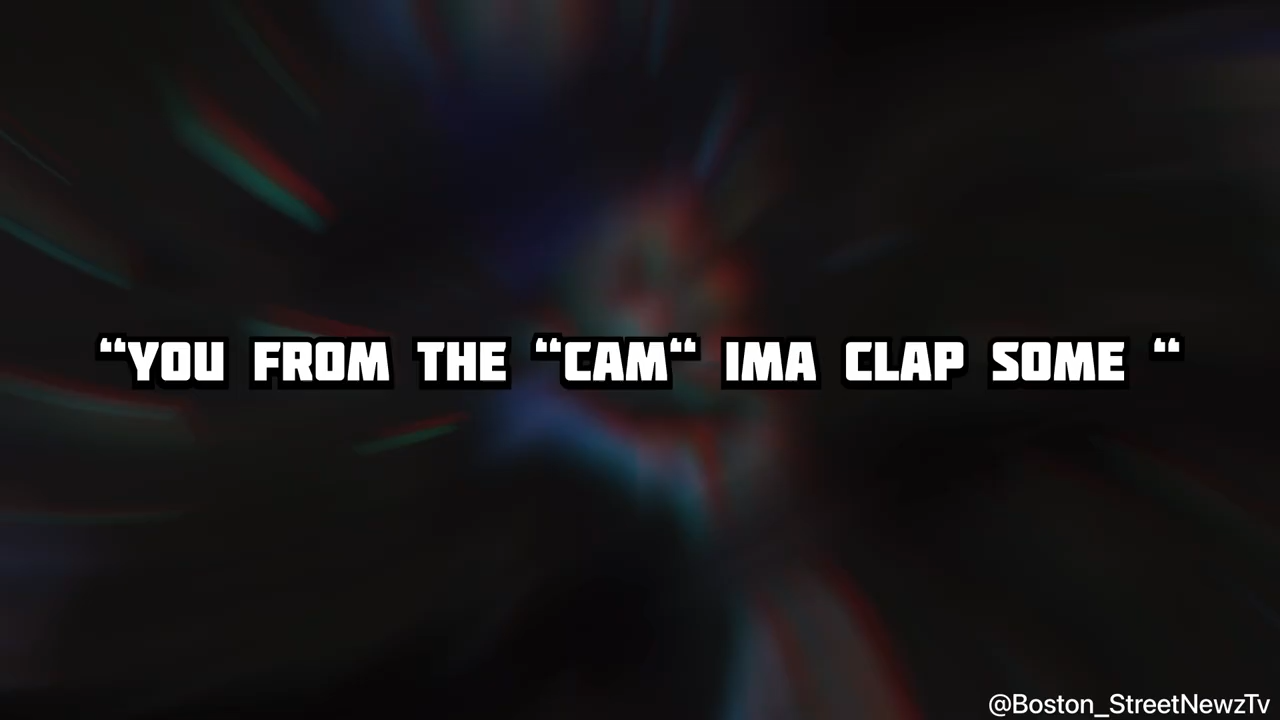 “YOU FROM THE “CAM“ IMA CLAP SOME “
@Boston_StreetNewzTv